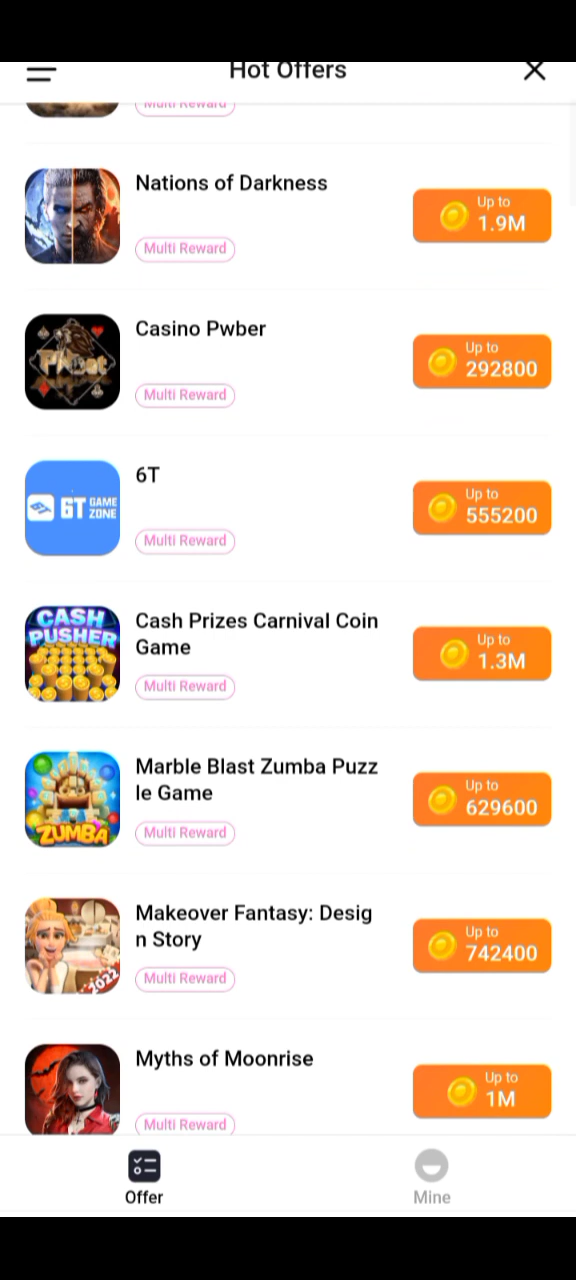 Hot Offers
Multi Reward
Nations of Darkness
Up to
1.9M
Multi Reward
Casino Pwber
Up to
292800
Multi Reward
6T
Up to
555200
6T GAME
ZONE
Multi Reward
Cash Prizes Carnival Coin
Game
Up to
1.3M
CASH
PUSHER
Multi Reward
Marble Blast Zumba Puzz
le Game
Up to
629600
ZUMBA
Multi Reward
Makeover Fantasy: Desig
n Story
Up to
742400
2022
Multi Reward
Myths of Moonrise
Up to
1M
Multi Reward
Offer
Mine